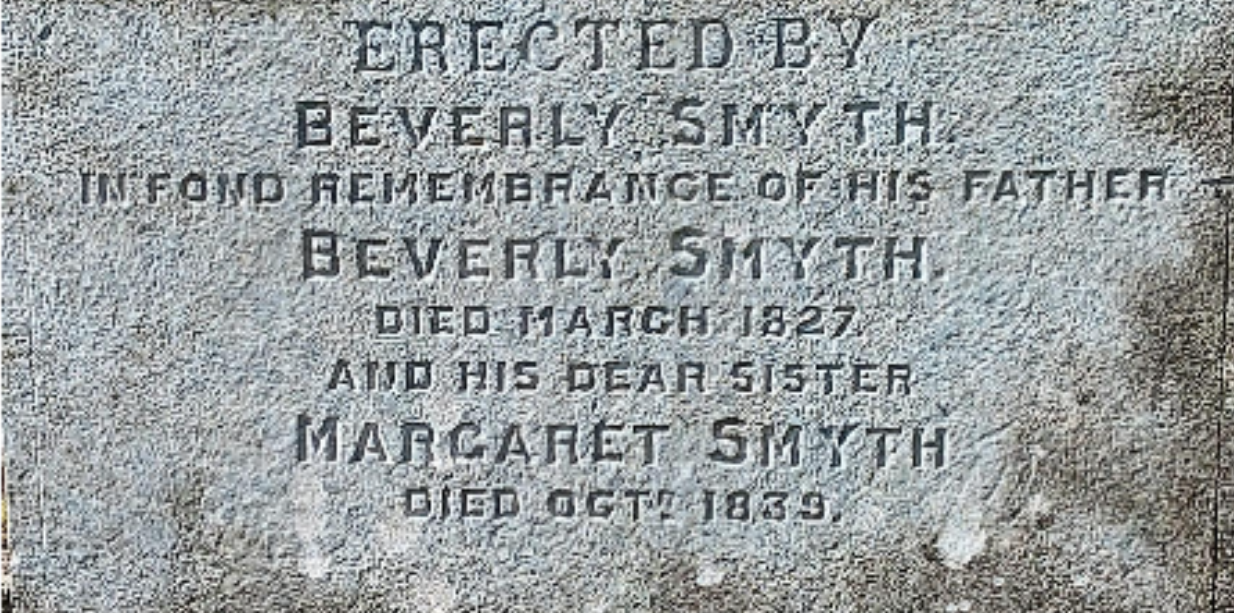 ERECTED BY
BEVERLY SMYTH.
IN FOND REMEMBRANCE OF HIS FATHER
BEVERLY SMYTH.
DIED MARCH 1827.
AND HIS DEAR SISTER
MARGARET SMYTH
DIED OCTR 1839.